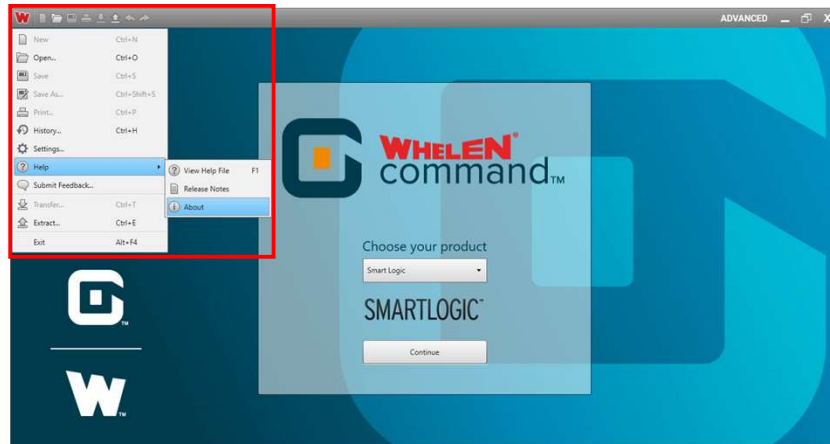 W ADVANCED X
New Ctrl+N
Open... Ctrl+O
Save Ctrl+S
Save As... Ctrl+Shift+S
Print... Ctrl+P
History... Ctrl+H
Settings...
Help
Submit Feedback...
Transfer... Ctrl+T
Extract... Ctrl+E
Exit Alt+F4
View Help File F1
Release Notes
About
WHELEN®
command™
Choose your product
Smart Logic
SMARTLOGIC™
Continue
TM
W TM